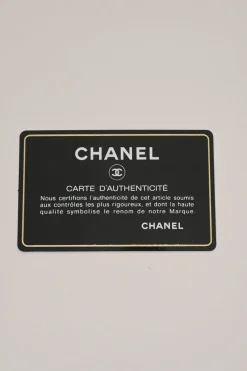 CHANEL
CARTE D'AUTHENTICITÉ
Nous certifions l'authenticité de cet article soumis
aux contrôles les plus rigoureux, et dont la haute
qualité symbolise le renom de notre Marque.
CHANEL